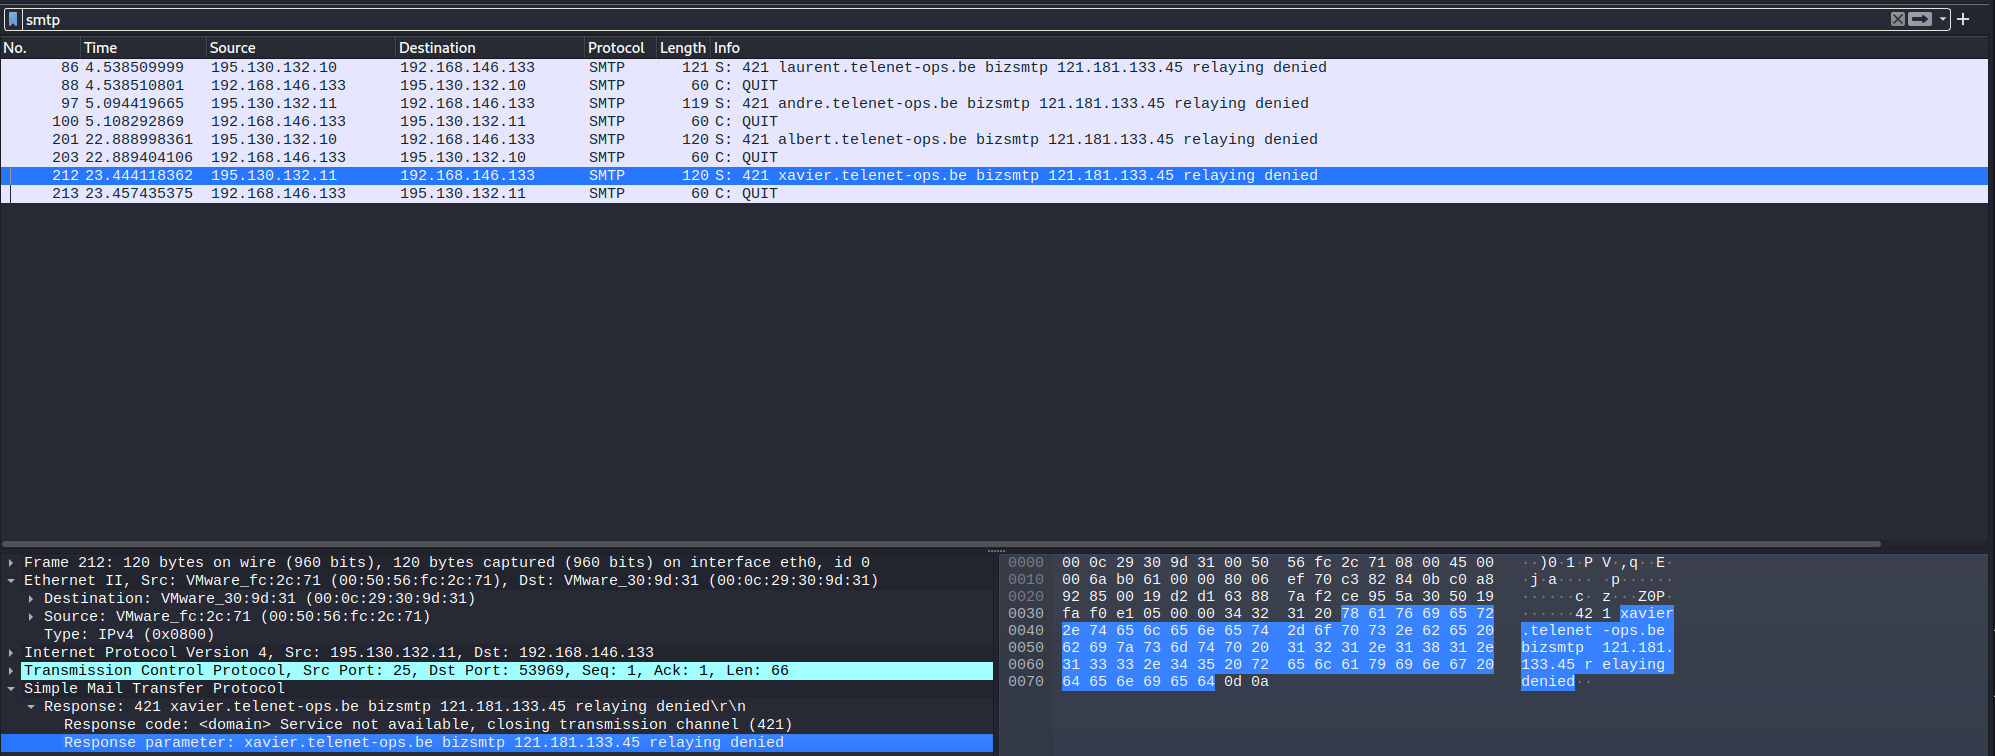 smtp
No. Time Source Destination Protocol Length Info
86 4.538509999 195.130.132.10 192.168.146.133 SMTP 121 S: 421 laurent.telenet-ops.be bizsmtp 121.181.133.45 relaying denied
88 4.538510801 192.168.146.133 195.130.132.10 SMTP 60 C: QUIT
97 5.094419665 195.130.132.11 192.168.146.133 SMTP 119 S: 421 andre.telenet-ops.be bizsmtp 121.181.133.45 relaying denied
100 5.108292869 192.168.146.133 195.130.132.11 SMTP 60 C: QUIT
201 22.888998361 195.130.132.10 192.168.146.133 SMTP 120 S: 421 albert.telenet-ops.be bizsmtp 121.181.133.45 relaying denied
203 22.889404106 192.168.146.133 195.130.132.10 SMTP 60 C: QUIT
212 23.444118362 195.130.132.11 192.168.146.133 SMTP 120 S: 421 xavier.telenet-ops.be bizsmtp 121.181.133.45 relaying denied
213 23.457435375 192.168.146.133 195.130.132.11 SMTP 60 C: QUIT
Frame 212: 120 bytes on wire (960 bits), 120 bytes captured (960 bits) on interface eth0, id 0
Ethernet II, Src: VMware_fc:2c:71 (00:50:56:fc:2c:71), Dst: VMware_30:9d:31 (00:0c:29:30:9d:31)
Destination: VMware_30:9d:31 (00:0c:29:30:9d:31)
Source: VMware_fc:2c:71 (00:50:56:fc:2c:71)
Type: IPv4 (0x0800)
Internet Protocol Version 4, Src: 195.130.132.11, Dst: 192.168.146.133
Transmission Control Protocol, Src Port: 25, Dst Port: 53969, Seq: 1, Ack: 1, Len: 66
Simple Mail Transfer Protocol
Response: 421 xavier.telenet-ops.be bizsmtp 121.181.133.45 relaying denied\r\n
Response code: <domain> Service not available, closing transmission channel (421)
Response parameter: xavier.telenet-ops.be bizsmtp 121.181.133.45 relaying denied
0000 00 0c 29 30 9d 31 00 50 56 fc 2c 71 08 00 45 00 ··)0·1·P V·,q··E·
0010 00 6a b0 61 00 00 80 06 ef 70 c3 82 84 0b c0 a8 ·j·a···· ·p······
0020 92 85 00 19 d2 d1 63 88 7a f2 ce 95 5a 30 50 19 ······c· z···Z0P·
0030 fa f0 e1 05 00 00 34 32 31 20 78 61 76 69 65 72 ······42 1 xavier
0040 2e 74 65 6c 65 6e 65 74 2d 6f 70 73 2e 62 65 20 .telenet -ops.be
0050 62 69 7a 73 6d 74 70 20 31 32 31 2e 31 38 31 2e bizsmtp 121.181.
0060 31 33 33 2e 34 35 20 72 65 6c 61 79 69 6e 67 20 133.45 r elaying
0070 64 65 6e 69 65 64 0d 0a denied··